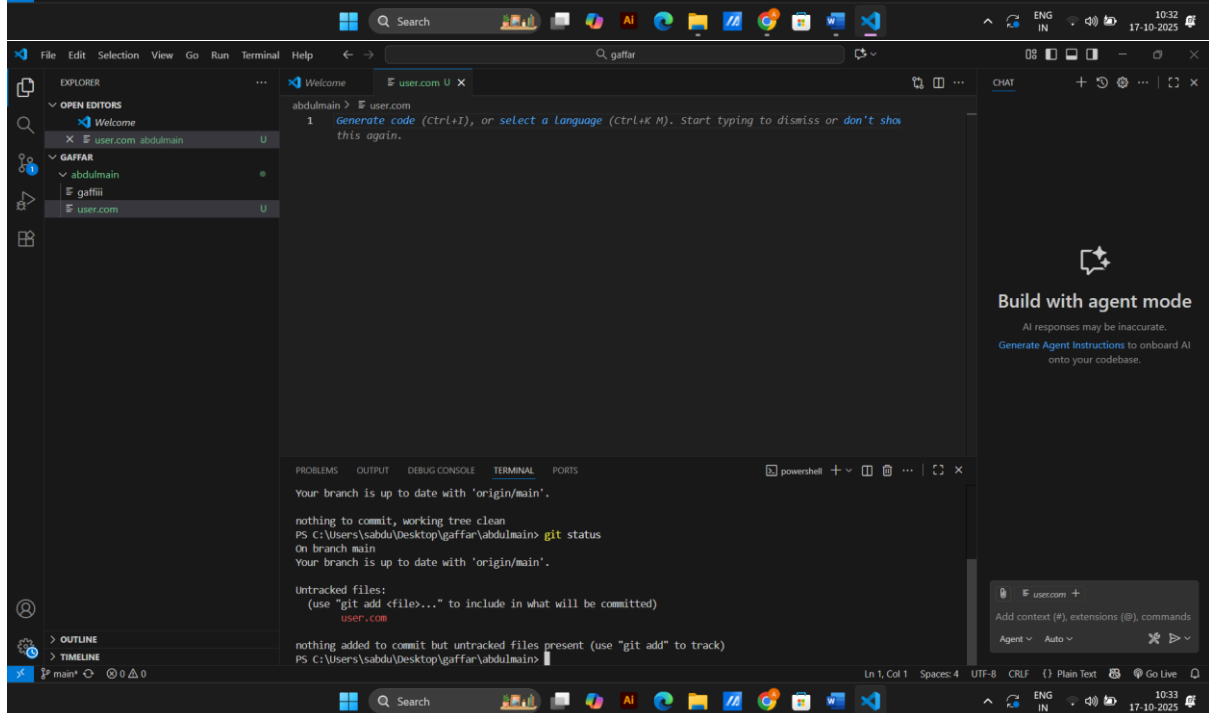 Search
ENG
IN
10:32
17-10-2025
File Edit Selection View Go Run Terminal Help
gaffar
EXPLORER
OPEN EDITORS
Welcome
user.com abdulmain U
GAFFAR
abdulmain
gaffiii
user.com U
1
OUTLINE
TIMELINE
Welcome
user.com U
abdulmain > user.com
1 Generate code (Ctrl+I), or select a language (Ctrl+K M). Start typing to dismiss or don't show
this again.
PROBLEMS OUTPUT DEBUG CONSOLE TERMINAL PORTS
powershell
Your branch is up to date with 'origin/main'.
nothing to commit, working tree clean
PS C:\Users\sabdu\Desktop\gaffar\abdulmain> git status
On branch main
Your branch is up to date with 'origin/main'.
Untracked files:
(use "git add <file>..." to include in what will be committed)
user.com
nothing added to commit but untracked files present (use "git add" to track)
PS C:\Users\sabdu\Desktop\gaffar\abdulmain>
CHAT
Build with agent mode
AI responses may be inaccurate.
Generate Agent Instructions to onboard AI
onto your codebase.
user.com +
Add context (#), extensions (@), commands
Agent Auto
main* 0 0 Ln 1, Col 1 Spaces: 4 UTF-8 CRLF {} Plain Text Go Live
Search
ENG
IN
10:33
17-10-2025